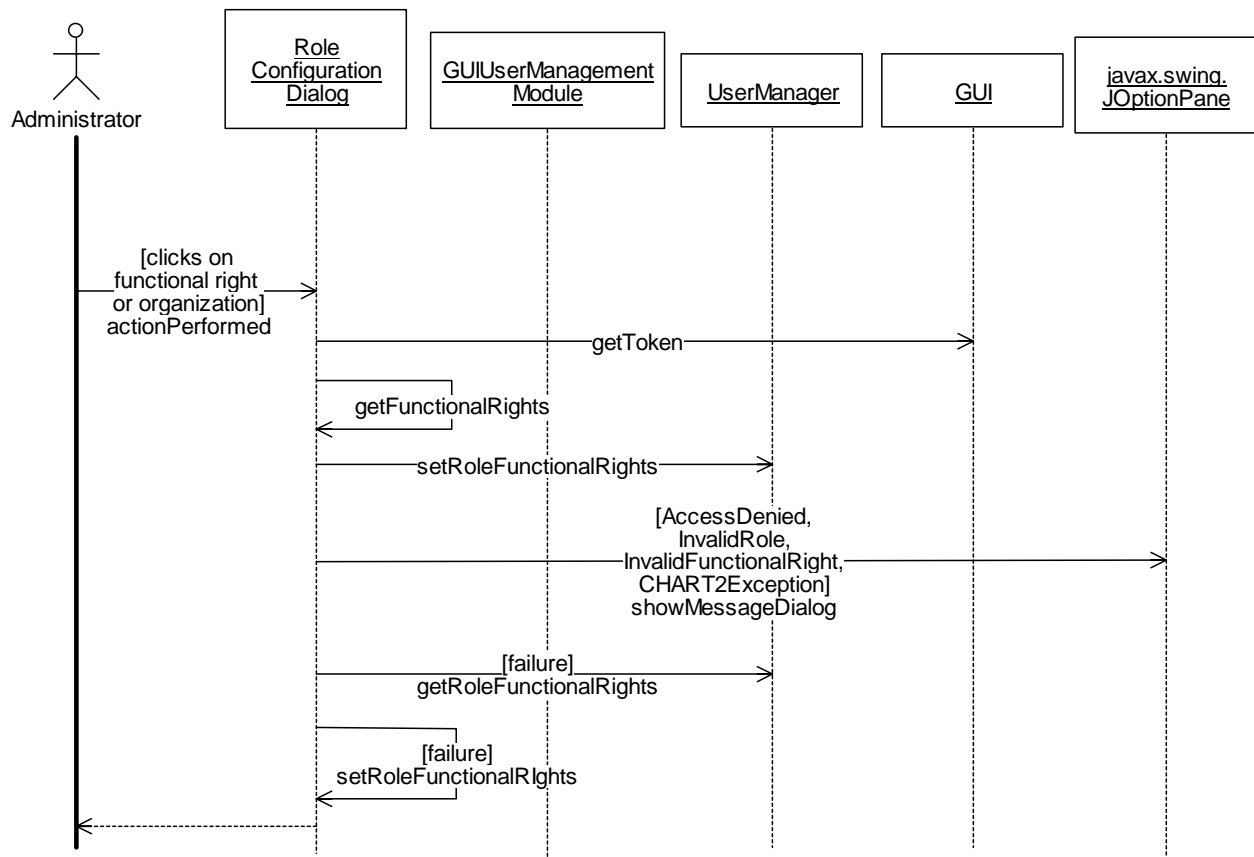 Administrator
Role
Configuration
Dialog
GUIUserManagement
Module
UserManager
GUI
javax.swing.
JOptionPane
[clicks on
functional right
or organization]
actionPerformed
getToken
getFunctionalRights
setRoleFunctionalRights
[AccessDenied,
InvalidRole,
InvalidFunctionalRight,
CHART2Exception]
showMessageDialog
[failure]
getRoleFunctionalRights
[failure]
setRoleFunctionalRIghts